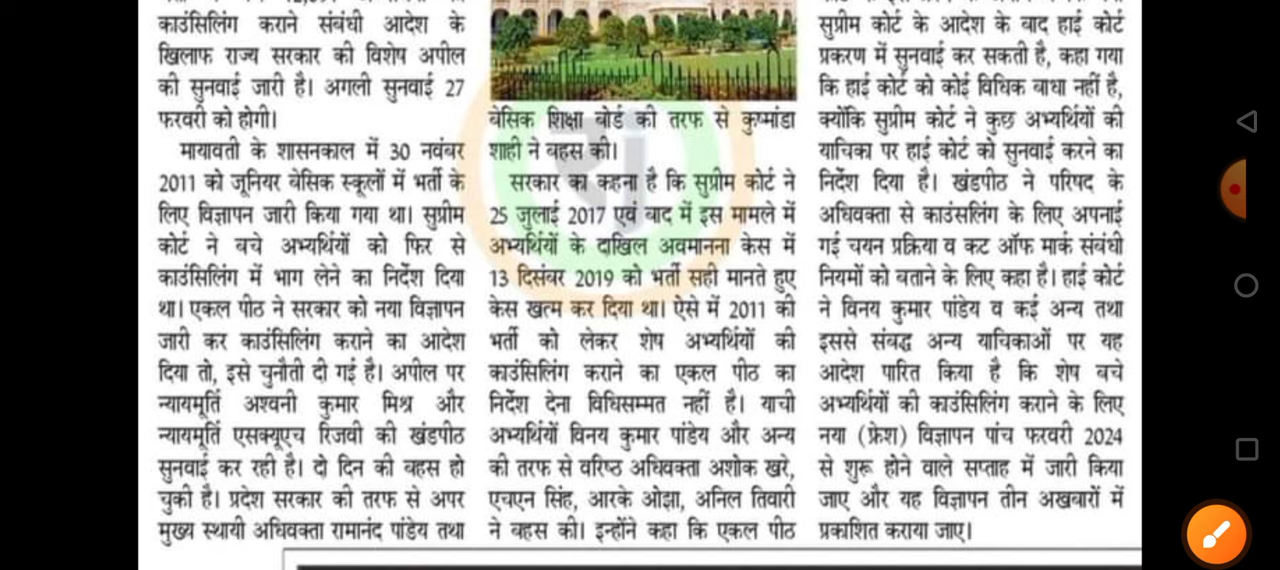 काउंसिलिंग कराने संबंधी आदेश के
खिलाफ राज्य सरकार की विशेष अपील
की सुनवाई जारी है। अगली सुनवाई 27
फरवरी को होगी।
मायावती के शासनकाल में 30 नवंबर
2011 को जूनियर बेसिक स्कूलों में भर्ती के
लिए विज्ञापन जारी किया गया था। सुप्रीम
कोर्ट ने बचे अभ्यर्थियों को फिर से
काउंसिलिंग में भाग लेने का निर्देश दिया
था। एकल पीठ ने सरकार को नया विज्ञापन
जारी कर काउंसिलिंग कराने का आदेश
दिया तो, इसे चुनौती दी गई है। अपील पर
न्यायमूर्ति अश्वनी कुमार मिश्र और
न्यायमूर्ति एसक्यूएच रिजवी की खंडपीठ
सुनवाई कर रही है। दो दिन की बहस हो
चुकी है। प्रदेश सरकार की तरफ से अपर
मुख्य स्थायी अधिवक्ता रामानंद पांडेय तथा
बेसिक शिक्षा बोर्ड की तरफ से कुष्मांडा
शाही ने बहस की।
सरकार का कहना है कि सुप्रीम कोर्ट ने
25 जुलाई 2017 एवं बाद में इस मामले में
अभ्यर्थियों के दाखिल अवमानना केस में
13 दिसंबर 2019 को भर्ती सही मानते हुए
केस खत्म कर दिया था। ऐसे में 2011 की
भर्ती को लेकर शेष अभ्यर्थियों की
काउंसिलिंग कराने का एकल पीठ का
निर्देश देना विधिसम्मत नहीं है। याची
अभ्यर्थियों विनय कुमार पांडेय और अन्य
की तरफ से वरिष्ठ अधिवक्ता अशोक खरे,
एचएन सिंह, आरके ओझा, अनिल तिवारी
ने बहस की। इन्होंने कहा कि एकल पीठ
सुप्रीम कोर्ट के आदेश के बाद हाई कोर्ट
प्रकरण में सुनवाई कर सकती है, कहा गया
कि हाई कोर्ट को कोई विधिक बाधा नहीं है,
क्योंकि सुप्रीम कोर्ट ने कुछ अभ्यर्थियों की
याचिका पर हाई कोर्ट को सुनवाई करने का
निर्देश दिया है। खंडपीठ ने परिषद के
अधिवक्ता से काउंसलिंग के लिए अपनाई
गई चयन प्रक्रिया व कट ऑफ मार्क संबंधी
नियमों को बताने के लिए कहा है। हाई कोर्ट
ने विनय कुमार पांडेय व कई अन्य तथा
इससे संबद्ध अन्य याचिकाओं पर यह
आदेश पारित किया है कि शेष बचे
अभ्यर्थियों की काउंसिलिंग कराने के लिए
नया (फ्रेश) विज्ञापन पांच फरवरी 2024
से शुरू होने वाले सप्ताह में जारी किया
जाए और यह विज्ञापन तीन अखबारों में
प्रकाशित कराया जाए।